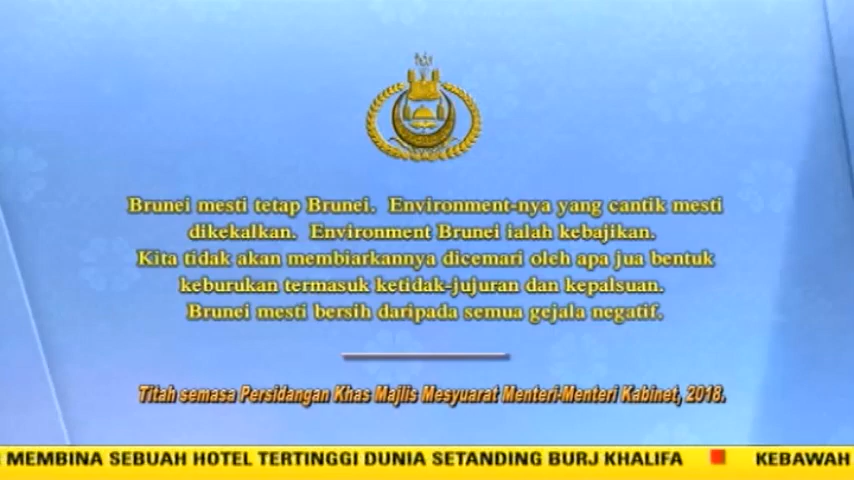 Brunei mesti tetap Brunei. Environment-nya yang cantik mesti
dikekalkan. Environment Brunei ialah kebajikan.
Kita tidak akan membiarkannya dicemari oleh apa jua bentuk
keburukan termasuk ketidak-jujuran dan kepalsuan.
Brunei mesti bersih daripada semua gejala negatif.
Titah semasa Persidangan Khas Majlis Mesyuarat Menteri-Menteri Kabinet, 2018.
MEMBINA SEBUAH HOTEL TERTINGGI DUNIA SETANDING BURJ KHALIFA KEBAWAH